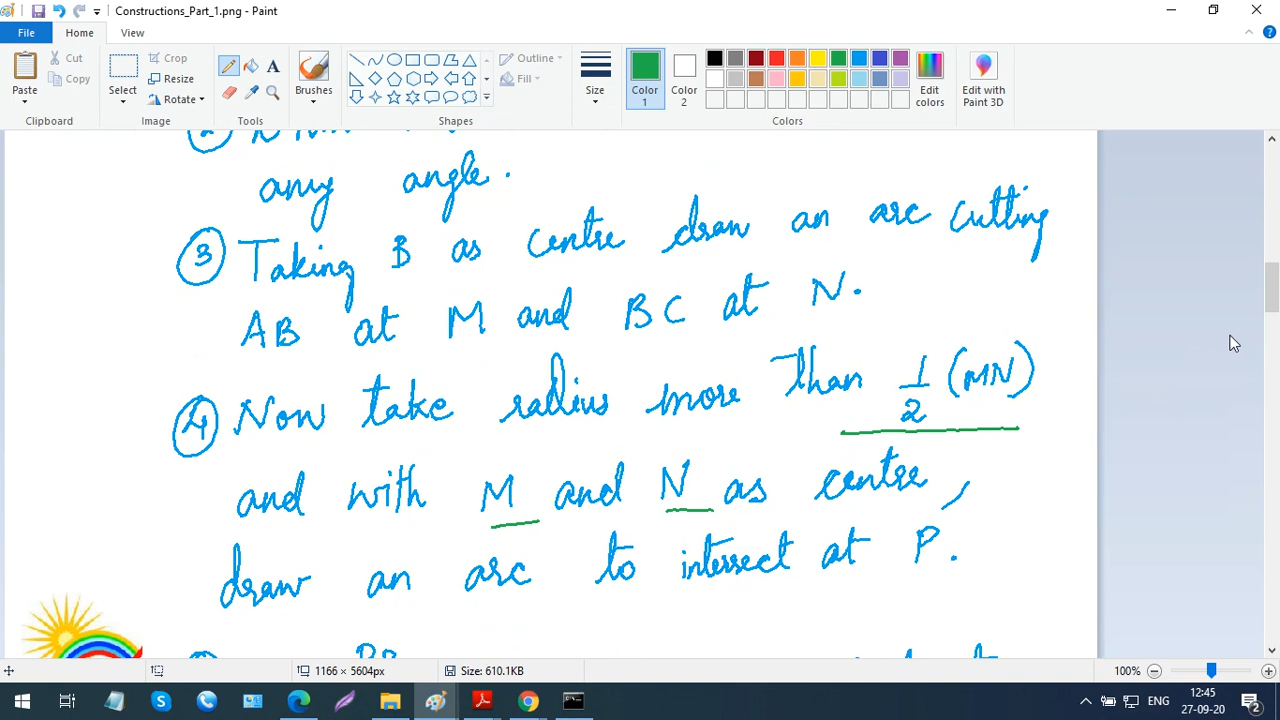 Constructions_Part_1.png - Paint
File
Home
View
Paste
Cut
Copy
Clipboard
Select
Crop
Resize
Rotate
Image
Tools
Brushes
Shapes
Outline
Fill
Size
Color 1
Color 2
Edit colors
Colors
Edit with Paint 3D
any angle.
3 Taking B as centre draw an arc cutting
AB at M and BC at N.
4 Now take radius more than 1/2 (MN)
and with M and N as centre,
draw an arc to intersect at P.
1166 × 5604px
Size: 610.1KB
100%
ENG
12:45
27-09-20
2